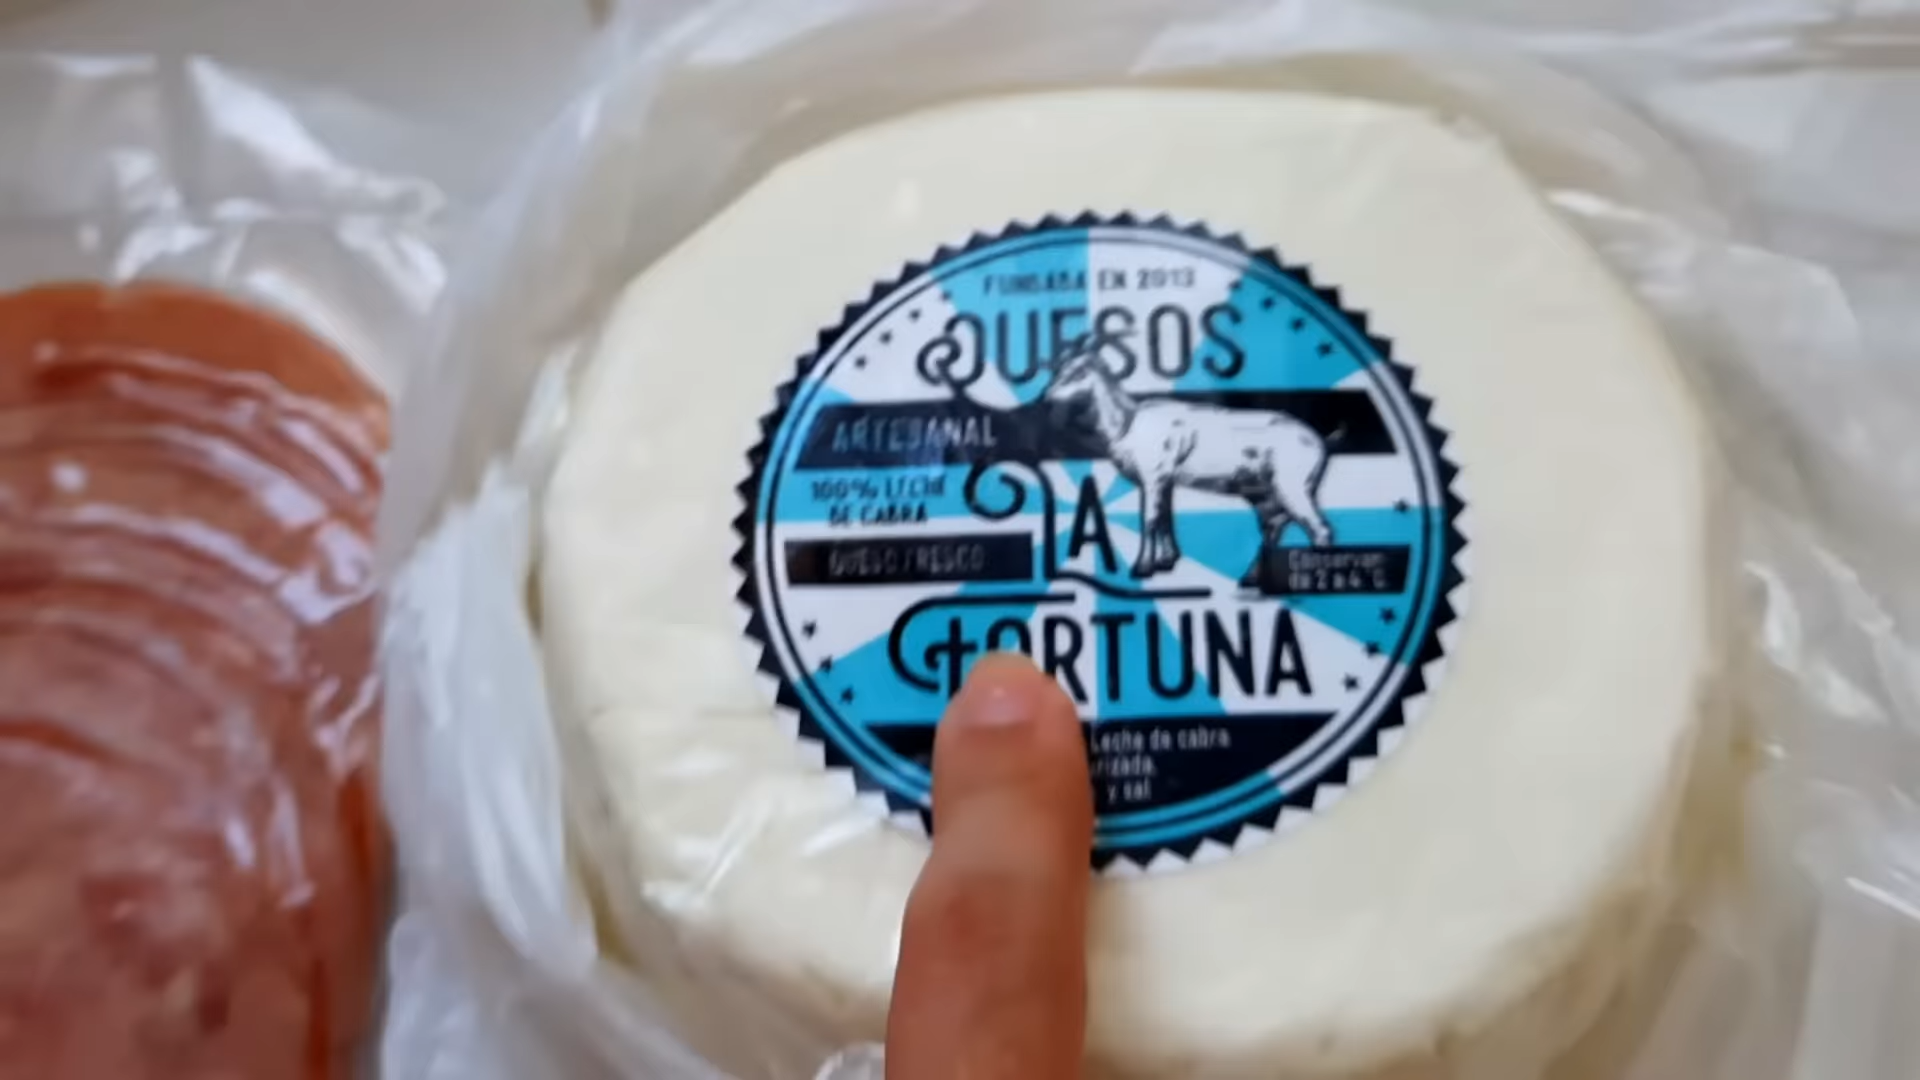 FUNDADA EN 2013
QUESOS
ARTESANAL
100% LECHE
DE CABRA
LA
QUESO FRESCO
Conservar
de 2 a 4°C
FORTUNA
Leche de cabra
y sal